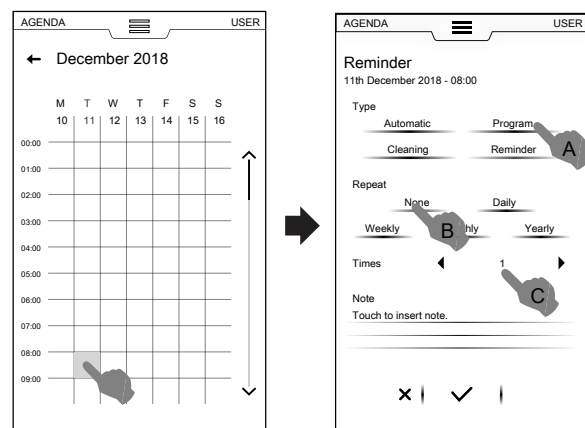 AGENDA USER
December 2018
M T W T F S S
10 11 12 13 14 15 16
00:00
01:00
02:00
03:00
04:00
05:00
06:00
07:00
08:00
09:00
AGENDA USER
Reminder
11th December 2018 - 08:00
Type
Automatic Program
A
Cleaning Reminder
Repeat
None Daily
Weekly B hly Yearly
Times 1
C
Note
Touch to insert note.